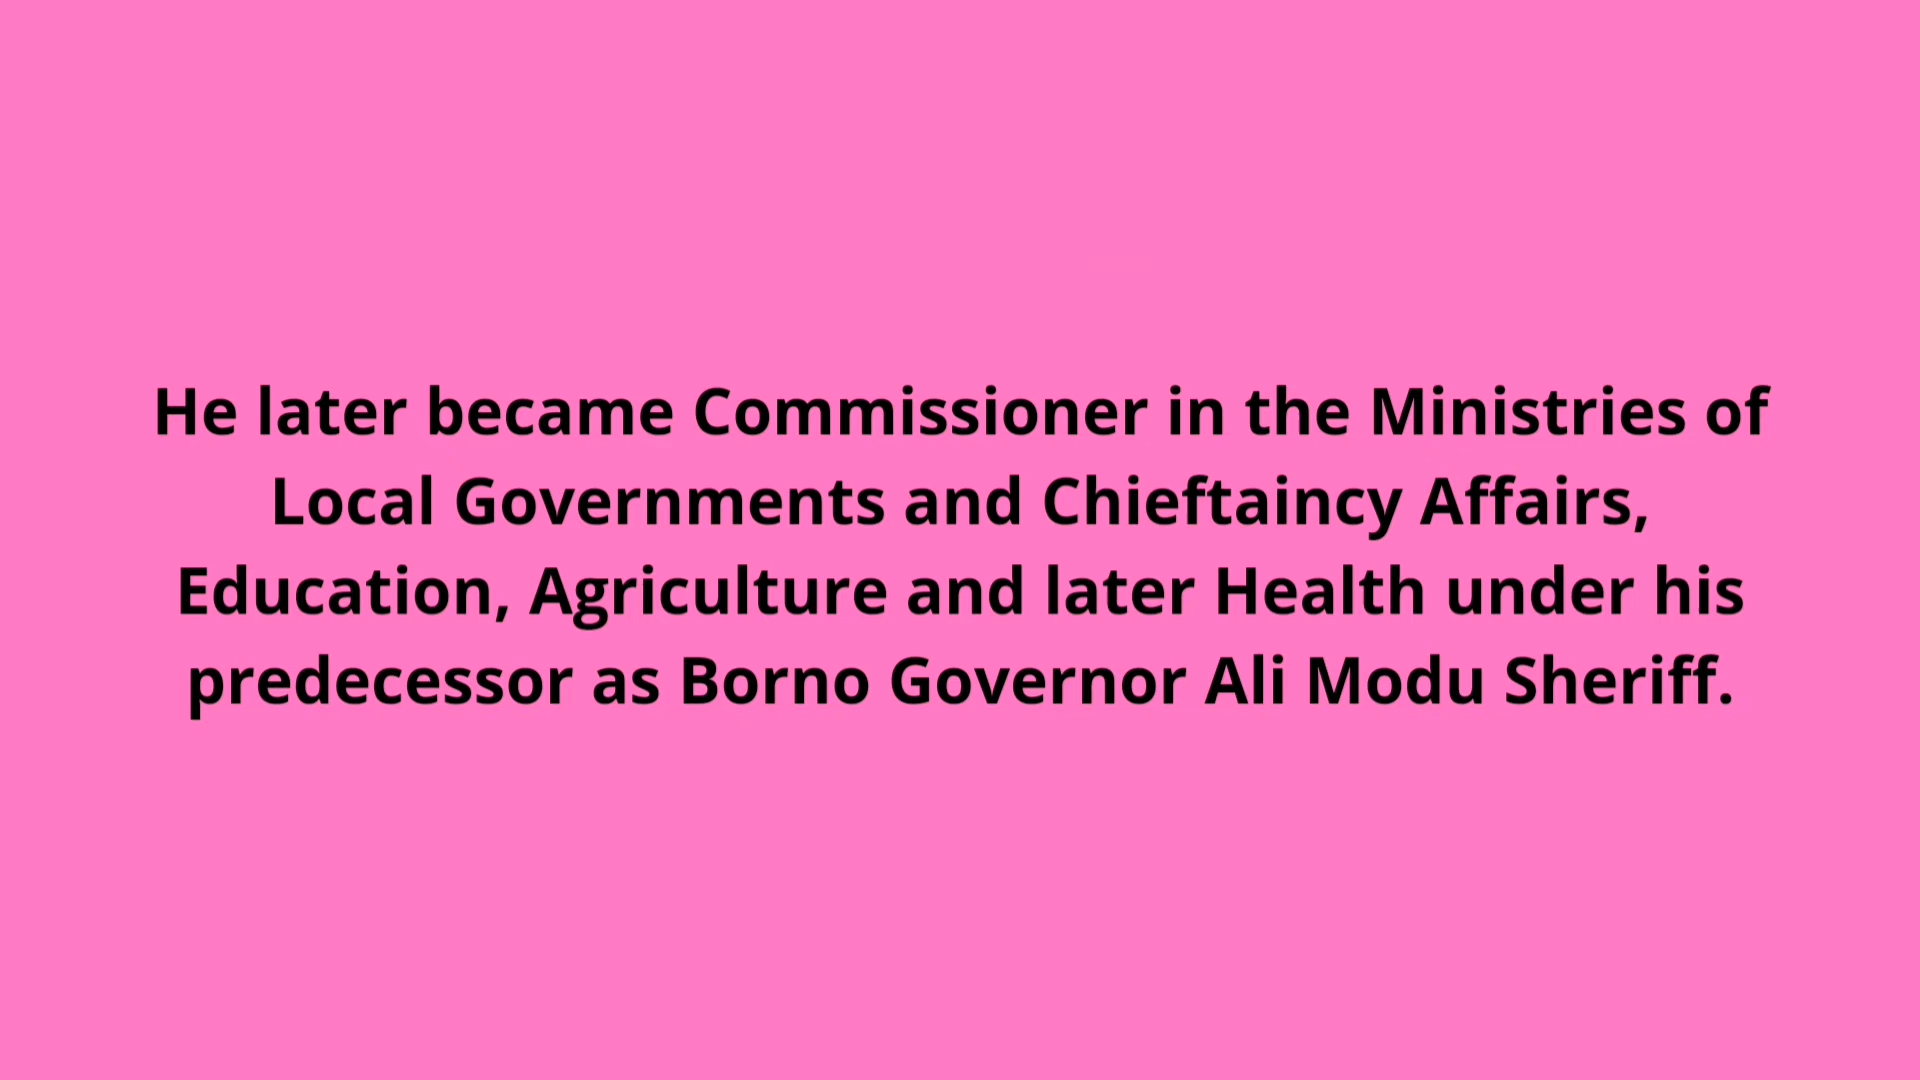 He later became Commissioner in the Ministries of
Local Governments and Chieftaincy Affairs,
Education, Agriculture and later Health under his
predecessor as Borno Governor Ali Modu Sheriff.